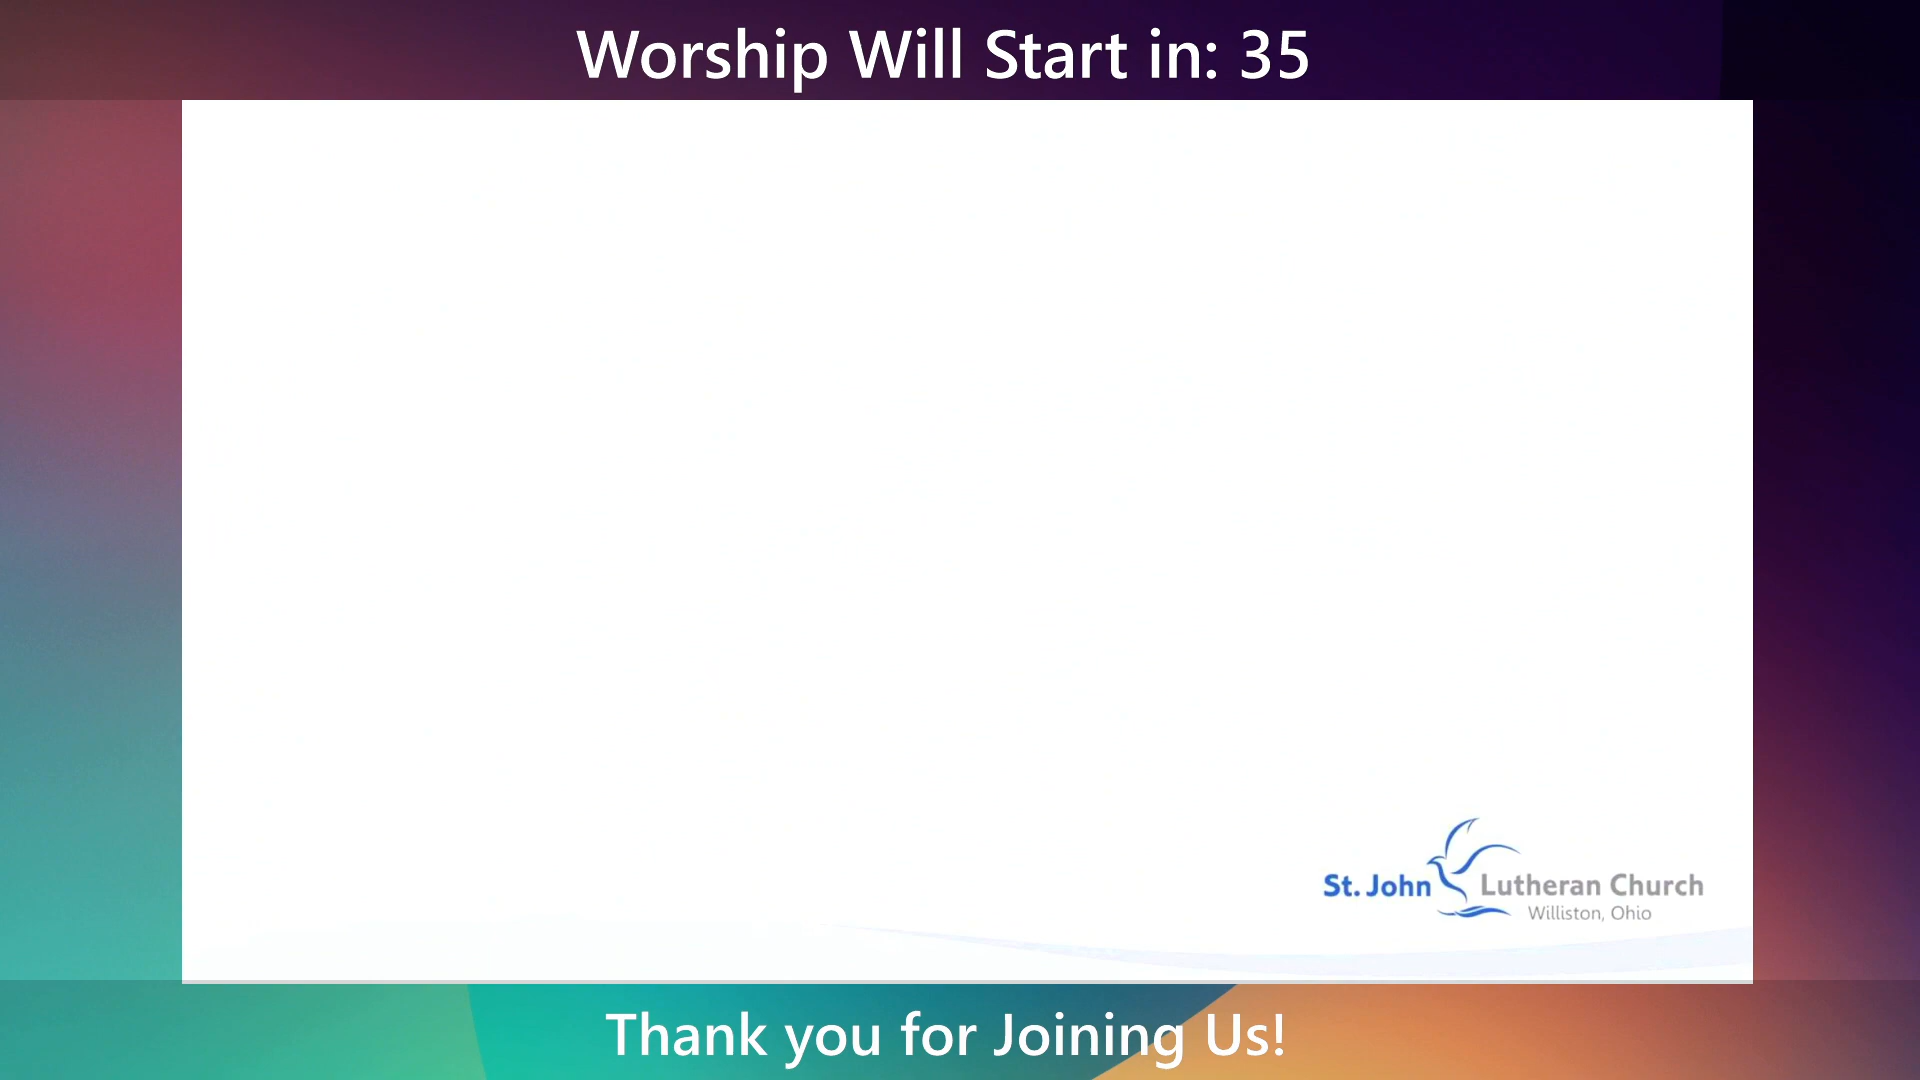 Worship Will Start in: 35
St. John Lutheran Church
Williston, Ohio
Thank you for Joining Us!